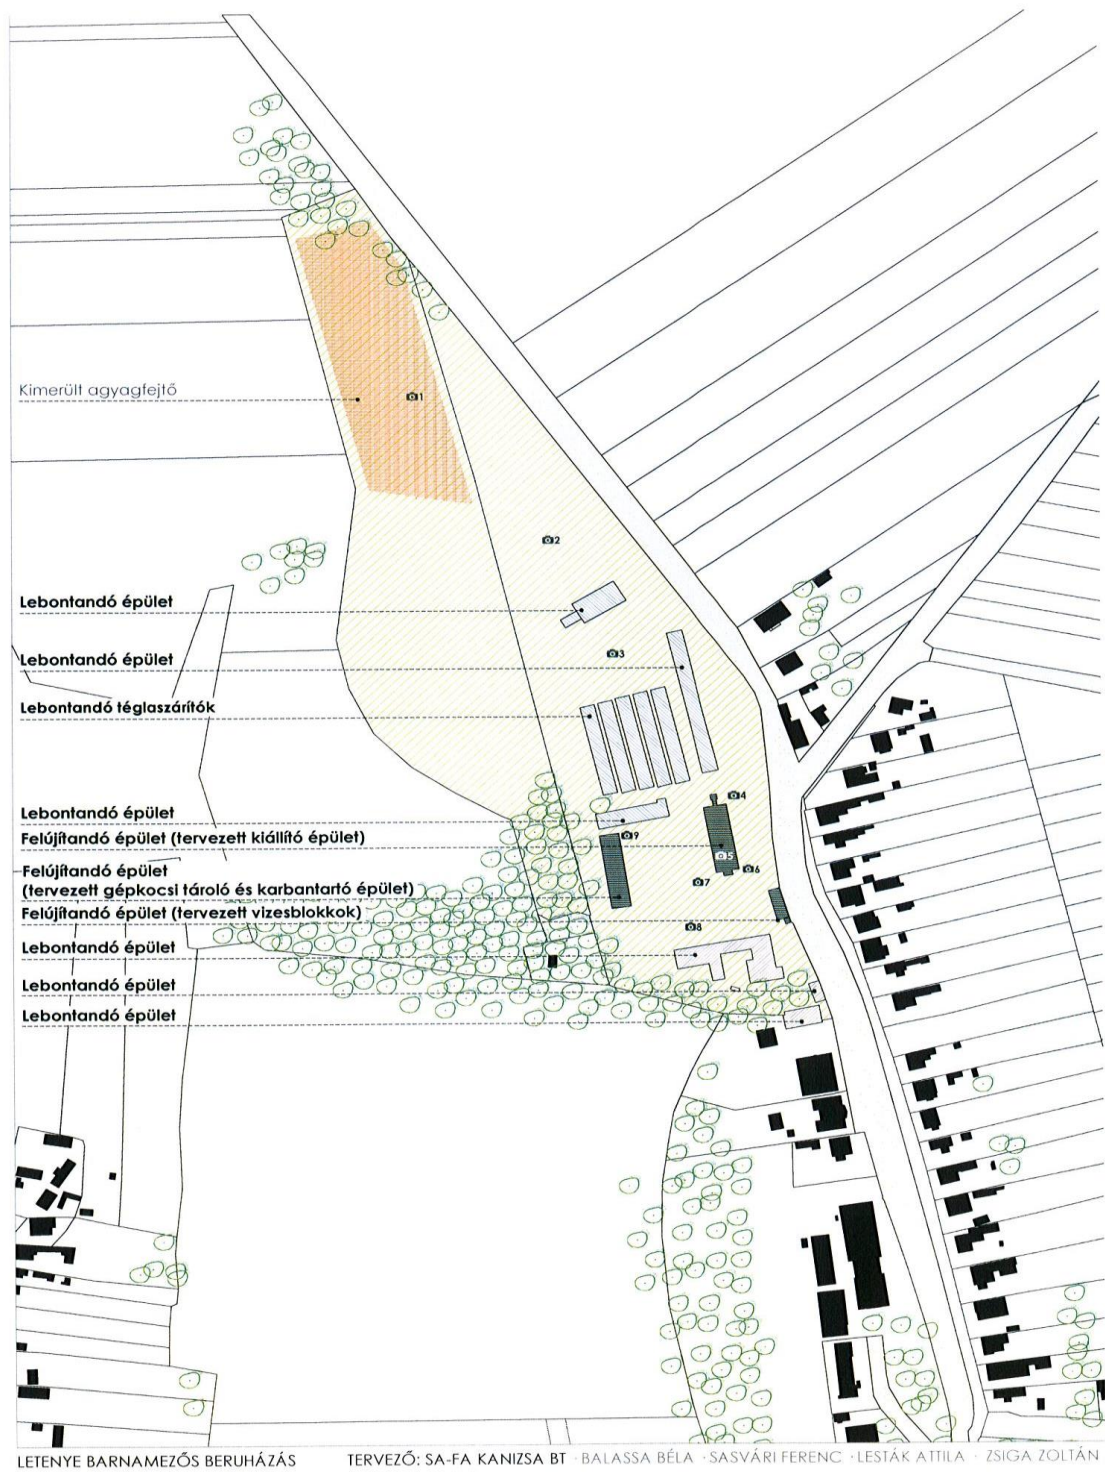 Kimerült agyagfejtő
1
2
Lebontandó épület
3
Lebontandó épület
Lebontandó téglaszárítók
4
Lebontandó épület
9
Felújítandó épület (tervezett kiállító épület)
5
6
Felújítandó épület
(tervezett gépkocsi tároló és karbantartó épület)
7
Felújítandó épület (tervezett vizesblokkok)
8
Lebontandó épület
Lebontandó épület
Lebontandó épület
LETENYE BARNAMEZŐS BERUHÁZÁS TERVEZŐ: SA-FA KANIZSA BT · BALASSA BÉLA · SASVÁRI FERENC · LESTÁK ATTILA · ZSIGA ZOLTÁN